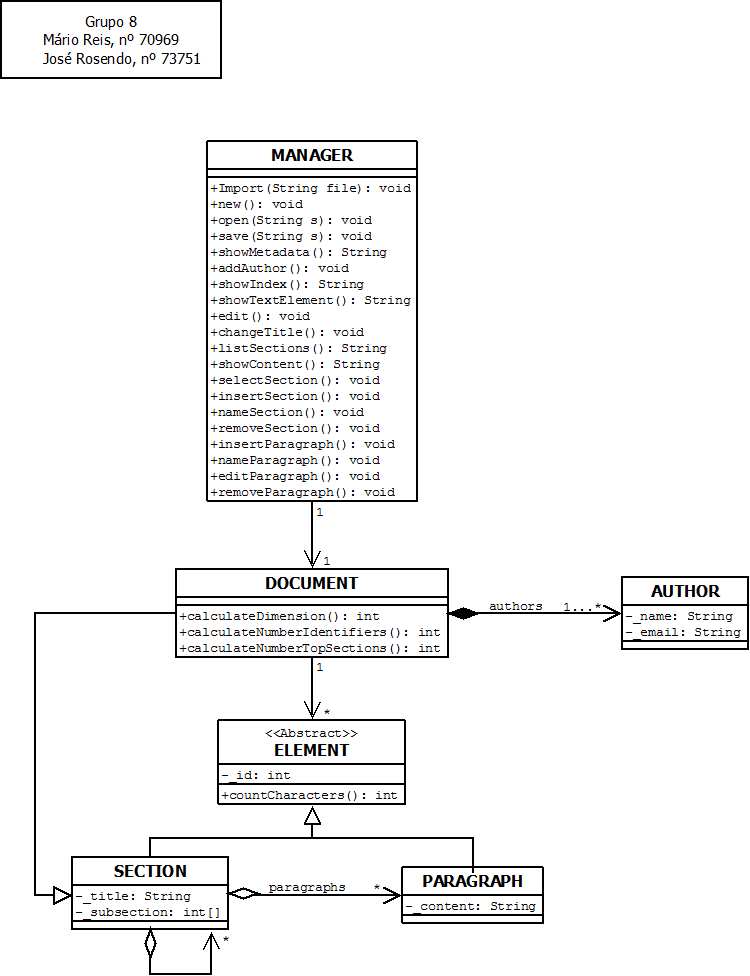 Grupo 8
Mário Reis, nº 70969
José Rosendo, nº 73751
MANAGER
+Import(String file): void
+new(): void
+open(String s): void
+save(String s): void
+showMetadata(): String
+addAuthor(): void
+showIndex(): String
+showTextElement(): String
+edit(): void
+changeTitle(): void
+listSections(): String
+showContent(): String
+selectSection(): void
+insertSection(): void
+nameSection(): void
+removeSection(): void
+insertParagraph(): void
+nameParagraph(): void
+editParagraph(): void
+removeParagraph(): void
1
1
DOCUMENT
+calculateDimension(): int
+calculateNumberIdentifiers(): int
+calculateNumberTopSections(): int
authors 1...*
AUTHOR
-_name: String
-_email: String
1
*
<<Abstract>>
ELEMENT
-_id: int
+countCharacters(): int
SECTION
-_title: String
-_subsection: int[]
paragraphs *
PARAGRAPH
-_content: String
*